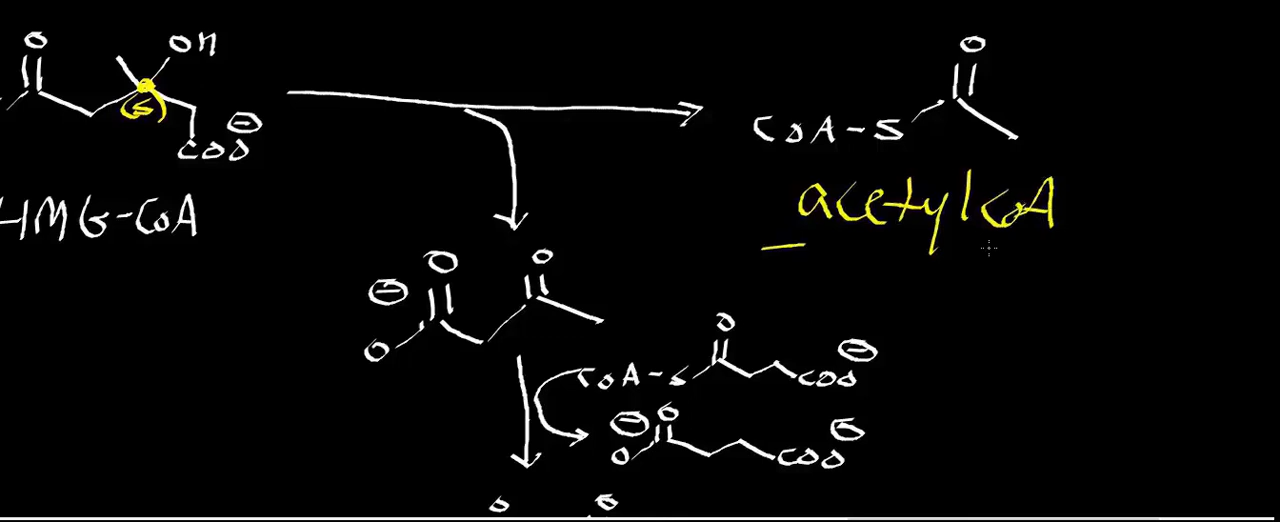 O OH
(S)
COO ⊖
HMG-COA
O
COA-S
acetylcoA
⊖ O O
O
O
COA-S COO ⊖
⊖ O ⊖
O COO
O O